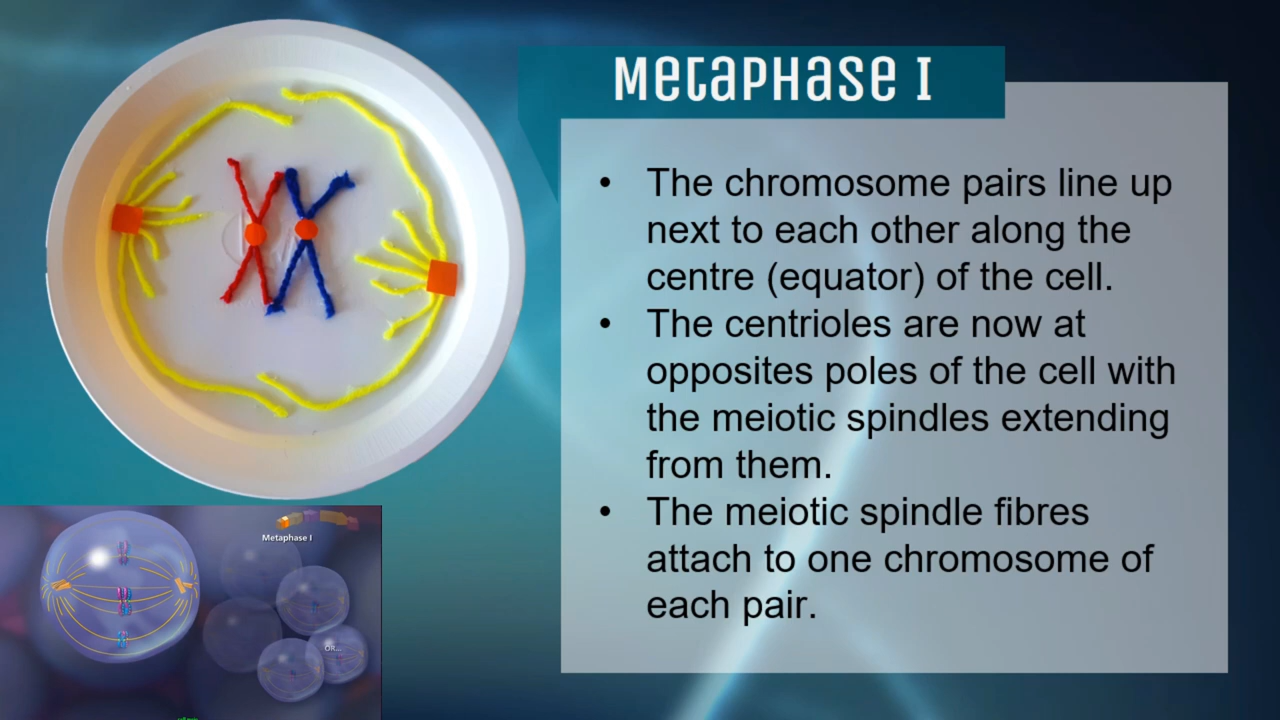 Metaphase I
• The chromosome pairs line up
next to each other along the
centre (equator) of the cell.
• The centrioles are now at
opposites poles of the cell with
the meiotic spindles extending
from them.
• The meiotic spindle fibres
attach to one chromosome of
each pair.
Metaphase I
OR...